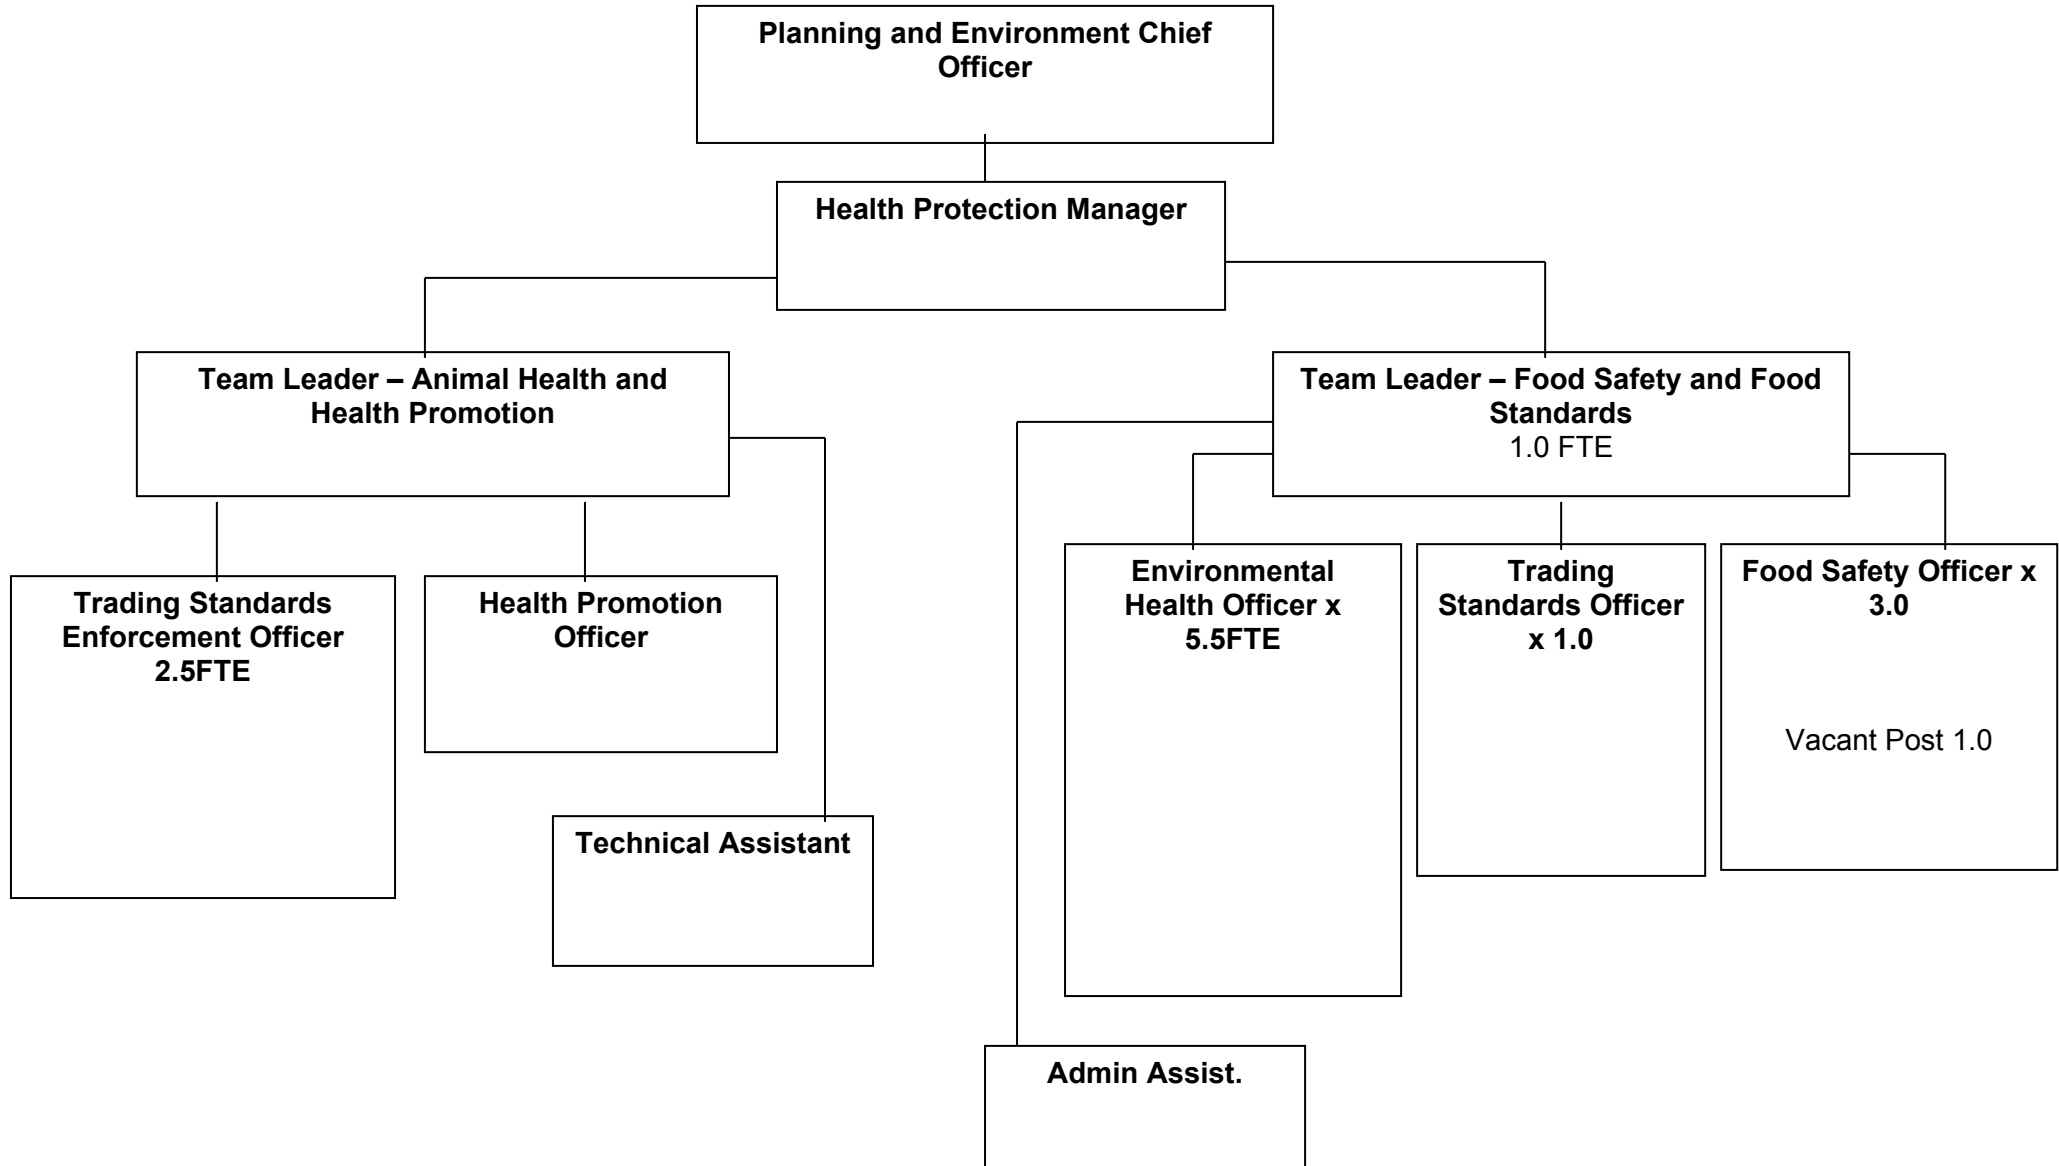 Planning and Environment Chief
Officer
Health Protection Manager
Team Leader – Animal Health and
Health Promotion
Team Leader – Food Safety and Food
Standards
1.0 FTE
Trading Standards
Enforcement Officer
2.5FTE
Health Promotion
Officer
Technical Assistant
Environmental
Health Officer x
5.5FTE
Trading
Standards Officer
x 1.0
Food Safety Officer x
3.0
Vacant Post 1.0
Admin Assist.